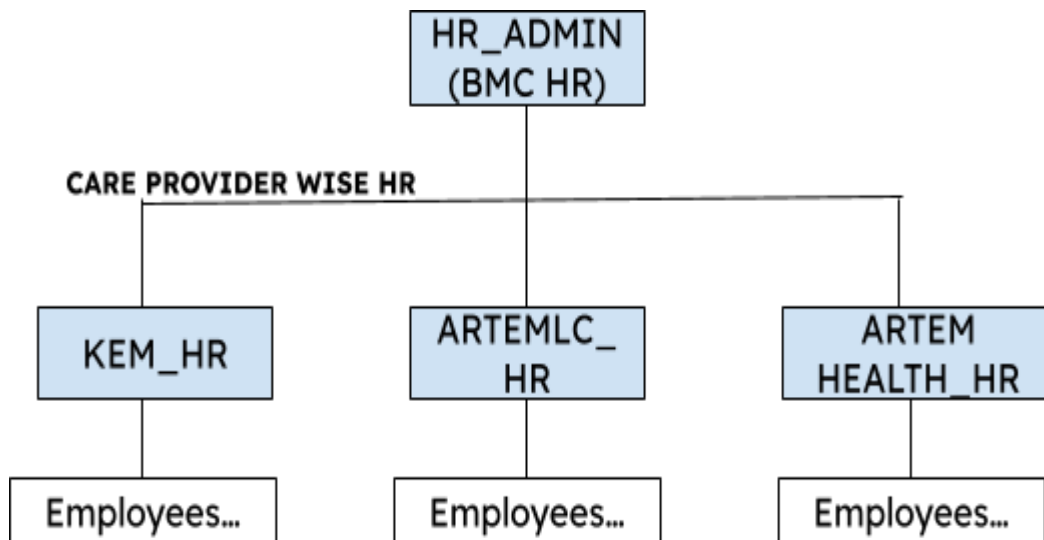 HR_ADMIN
(BMC HR)
CARE PROVIDER WISE HR
KEM_HR
ARTEMLC_
HR
ARTEM
HEALTH_HR
Employees...
Employees...
Employees...